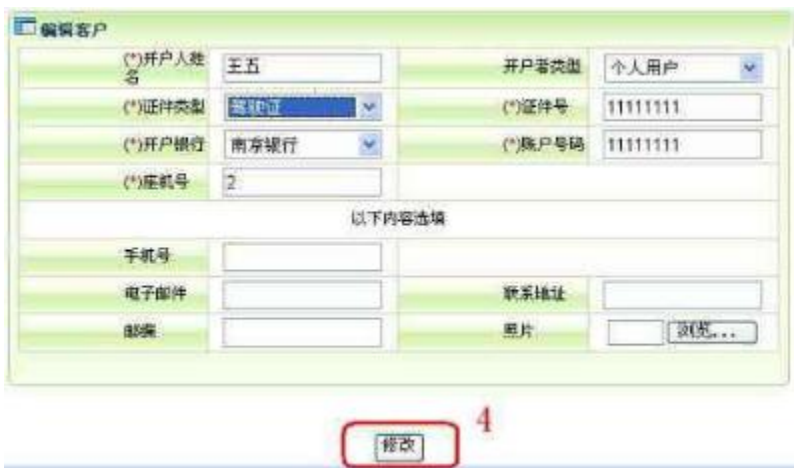 编辑客户
(*)开户人姓名 王五 开户者类型 个人用户
(*)证件类型 驾驶证 (*)证件号 11111111
(*)开户银行 南京银行 (*)账户号码 11111111
(*)座机号 2
以下内容选填
手机号
电子邮件 联系地址
邮编 照片 浏览...
4
修改